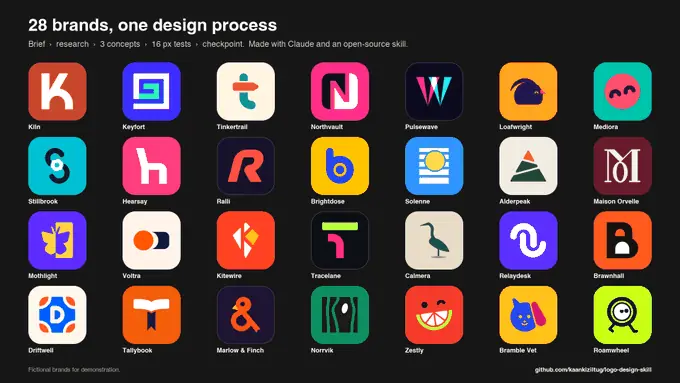 28 brands, one design process
Brief › research › 3 concepts › 16 px tests › checkpoint. Made with Claude and an open-source skill.
Kiln Keyfort Tinkertrail Northvault Pulsewave Loafwright Mediora
Stillbrook Hearsay Ralli Brightdose Solenne Alderpeak Maison Orvelle
Mothlight Voltra Kitewire Tracelane Calmera Relaydesk Brawnhall
Driftwell Tallybook Marlow & Finch Norrvik Zestly Bramble Vet Roamwheel
Fictional brands for demonstration. github.com/kaankiziltug/logo-design-skill